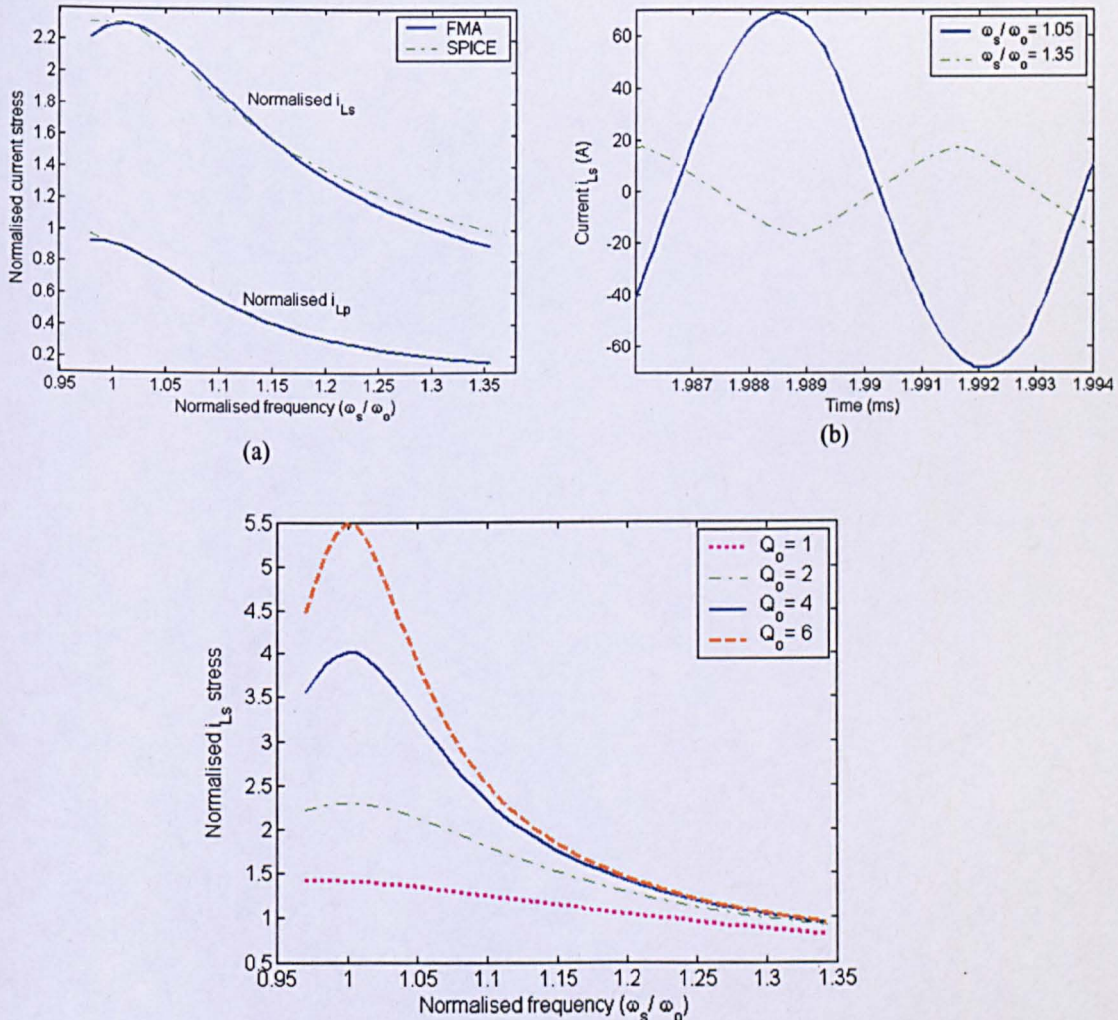 Normalised current stress
2.2
2
1.8
1.6
1.4
1.2
1
0.8
0.6
0.4
0.2
0.95 1 1.05 1.1 1.15 1.2 1.25 1.3 1.35
Normalised frequency (ω_s/ω_o)
FMA
SPICE
Normalised i_Ls
Normalised i_Lp
(a)
Current i_Ls (A)
60
40
20
0
-20
-40
-60
1.987 1.988 1.989 1.99 1.991 1.992 1.993 1.994
Time (ms)
ω_s/ω_o = 1.05
ω_s/ω_o = 1.35
(b)
Normalised i_Ls stress
5.5
5
4.5
4
3.5
3
2.5
2
1.5
1
0.5
0.95 1 1.05 1.1 1.15 1.2 1.25 1.3 1.35
Normalised frequency (ω_s/ω_o)
Q_o = 1
Q_o = 2
Q_o = 4
Q_o = 6